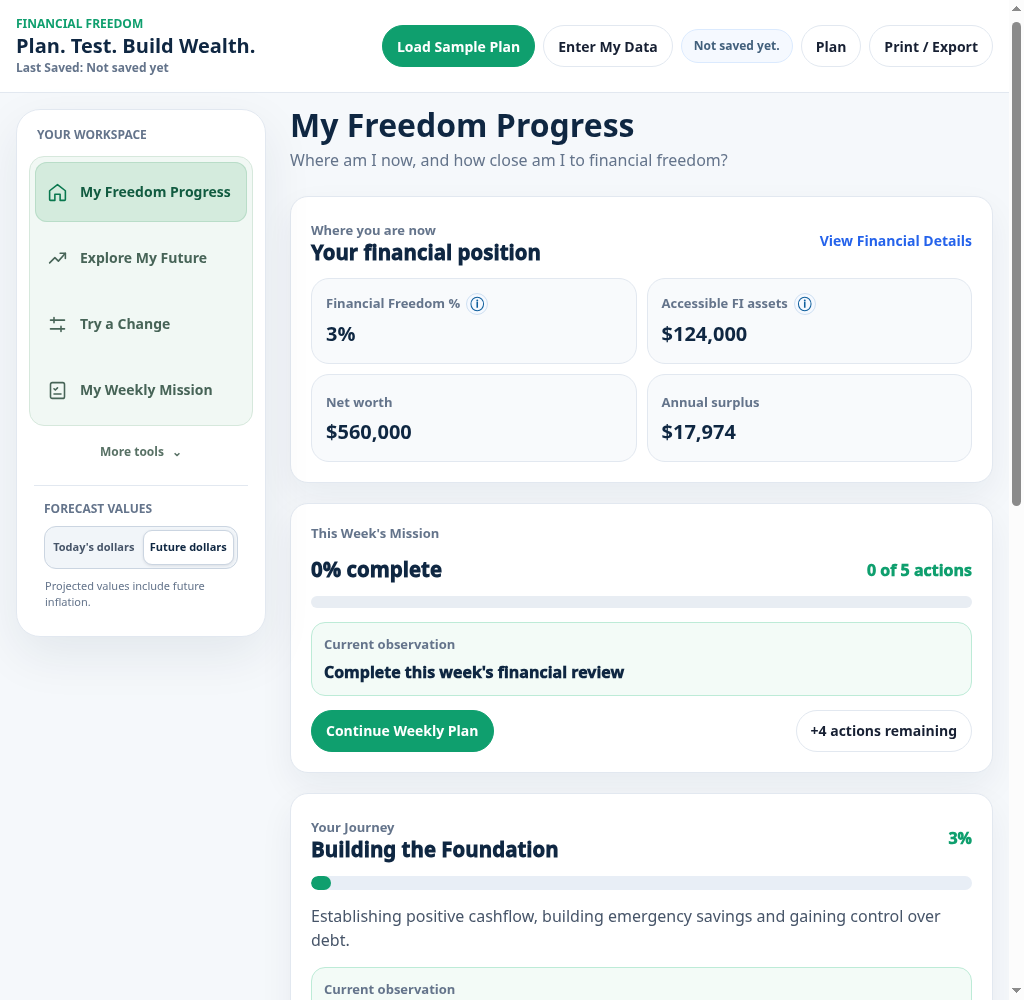 FINANCIAL FREEDOM
Plan. Test. Build Wealth.
Last Saved: Not saved yet
Load Sample Plan
Enter My Data
Not saved yet.
Plan
Print / Export
YOUR WORKSPACE
My Freedom Progress
Explore My Future
Try a Change
My Weekly Mission
More tools
FORECAST VALUES
Today's dollars
Future dollars
Projected values include future
inflation.
My Freedom Progress
Where am I now, and how close am I to financial freedom?
Where you are now
Your financial position
View Financial Details
Financial Freedom % ⓘ
3%
Accessible FI assets ⓘ
$124,000
Net worth
$560,000
Annual surplus
$17,974
This Week's Mission
0% complete
0 of 5 actions
Current observation
Complete this week's financial review
Continue Weekly Plan
+4 actions remaining
Your Journey
Building the Foundation
3%
Establishing positive cashflow, building emergency savings and gaining control over
debt.
Current observation